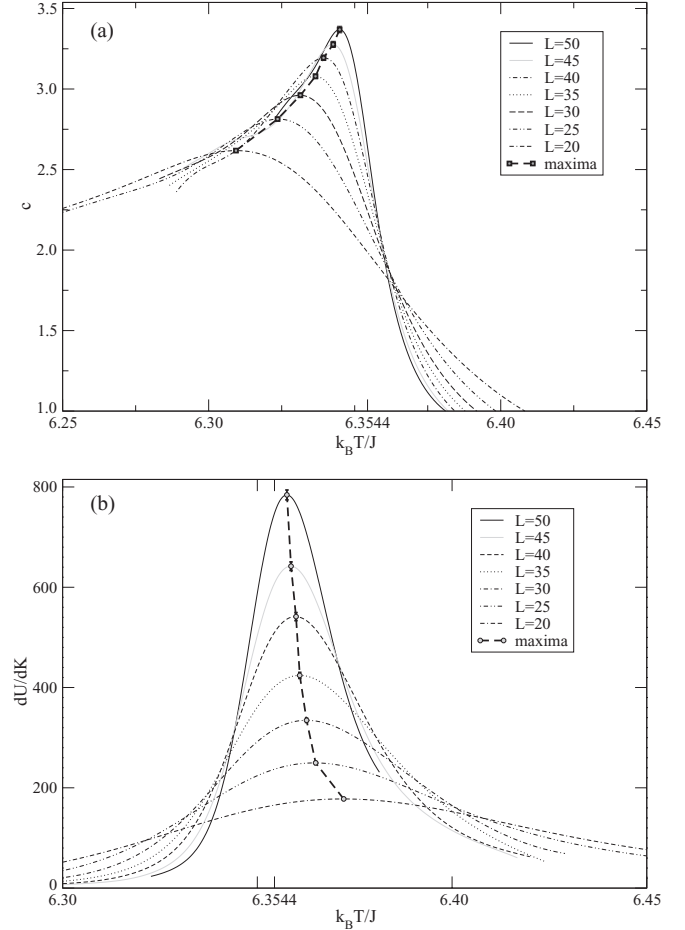 (a)
3.5
3.0
2.5
2.0
1.5
1.0
c
L=50
L=45
L=40
L=35
L=30
L=25
L=20
maxima
6.25
6.30
6.3544
6.40
6.45
k_BT/J
(b)
800
600
400
200
0
dU/dK
L=50
L=45
L=40
L=35
L=30
L=25
L=20
maxima
6.30
6.3544
6.40
6.45
k_BT/J